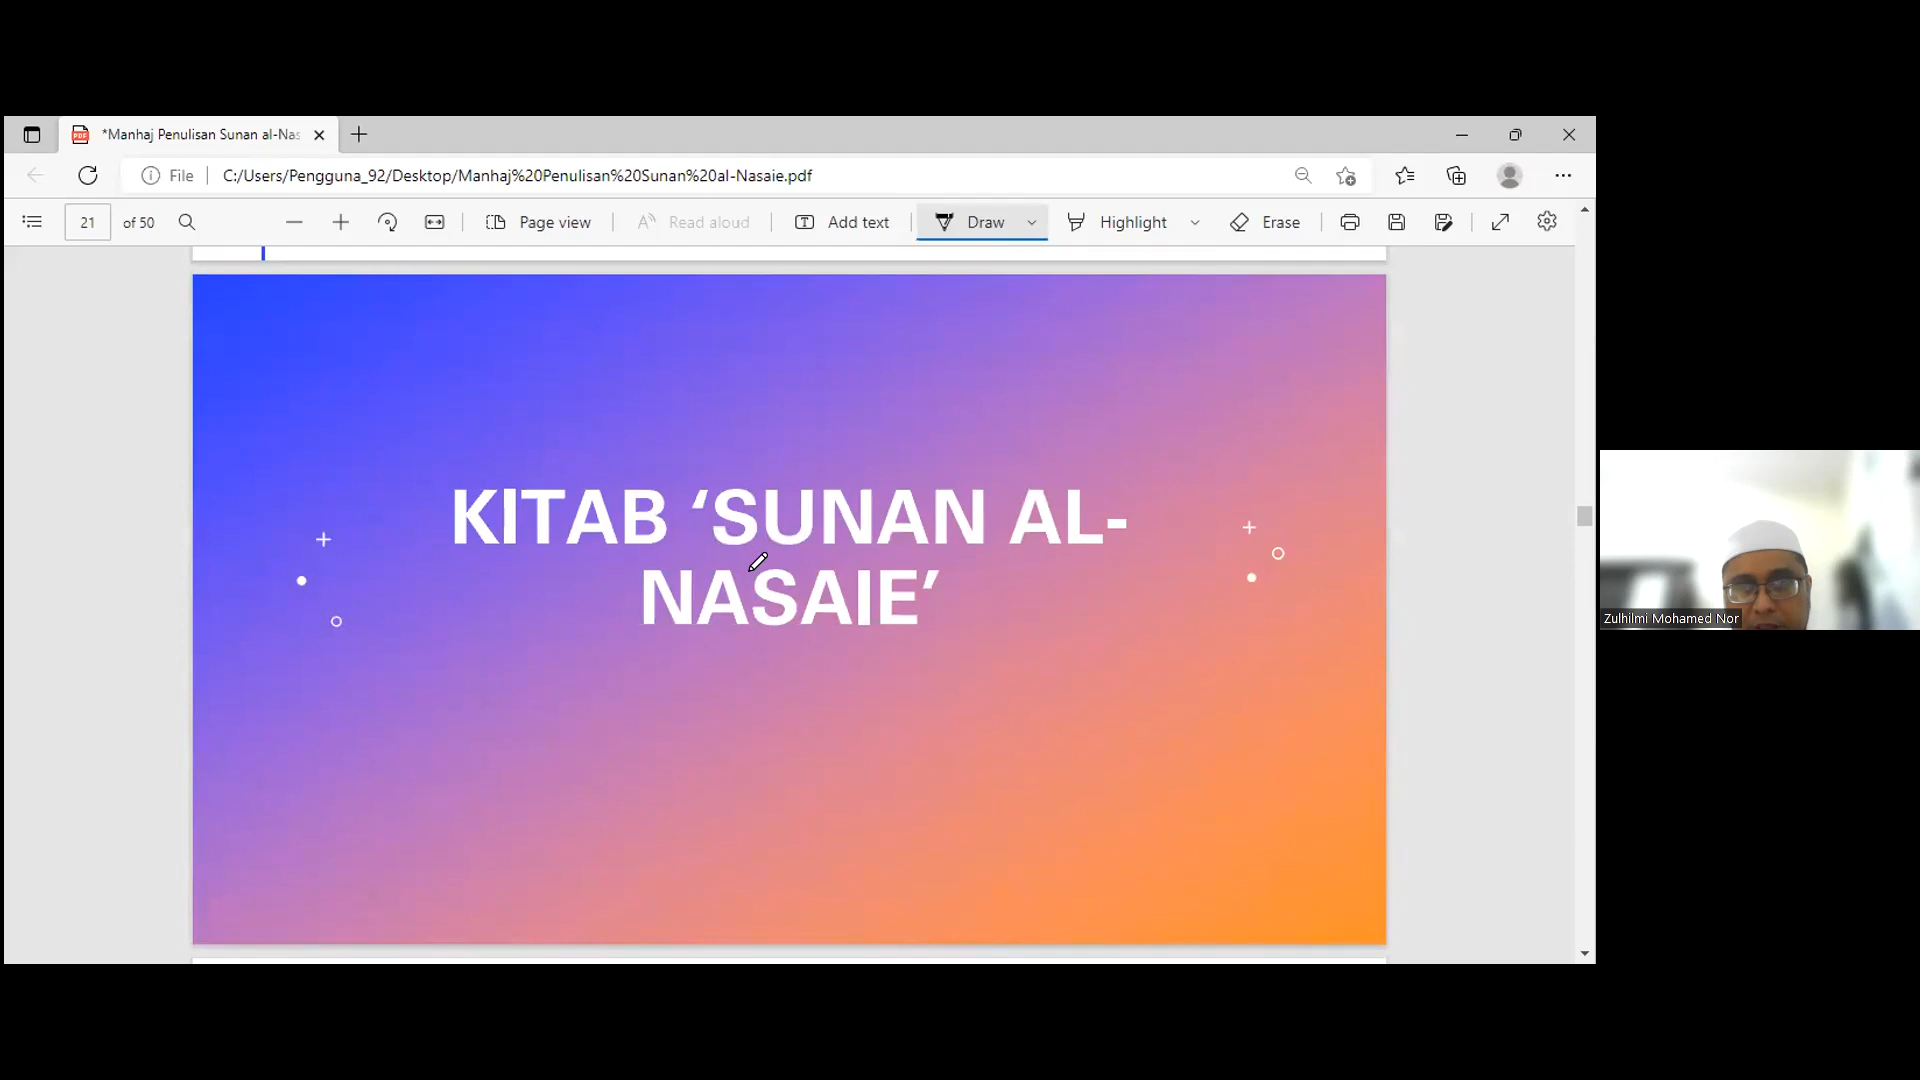 *Manhaj Penulisan Sunan al-Nas
File
C:/Users/Pengguna_92/Desktop/Manhaj%20Penulisan%20Sunan%20al-Nasaie.pdf
21 of 50
Page view
Read aloud
Add text
Draw
Highlight
Erase
KITAB ‘SUNAN AL-
NASAIE’
Zulhilmi Mohamed Nor